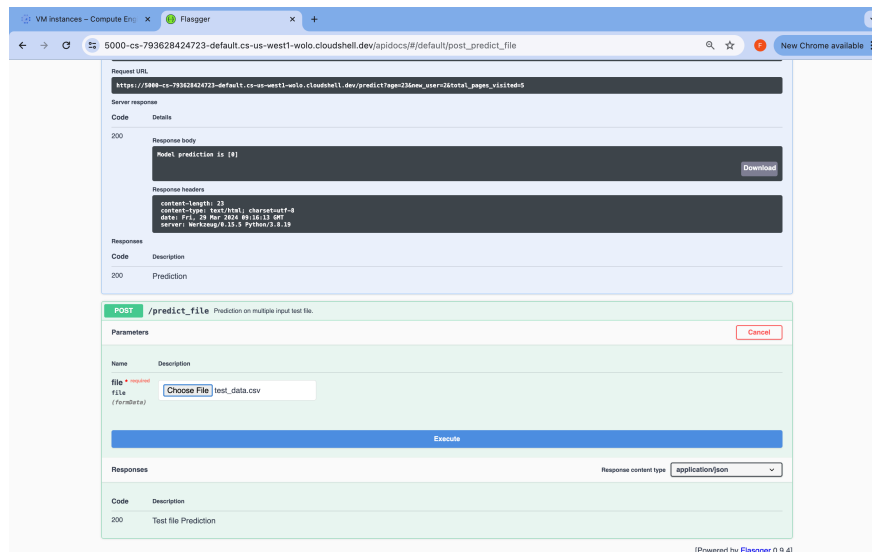 VM instances – Compute Eng
Flasgger
5000-cs-793628424723-default.cs-us-west1-wolo.cloudshell.dev/apidocs/#/default/post_predict_file
F
New Chrome available
Request URL
https://5000-cs-793628424723-default.cs-us-west1-wolo.cloudshell.dev/predict?age=23&new_user=2&total_pages_visited=5
Server response
Code Details
200
Response body
Model prediction is [0]
Download
Response headers
content-length: 23
content-type: text/html; charset=utf-8
date: Fri, 29 Mar 2024 09:16:13 GMT
server: Werkzeug/0.15.5 Python/3.8.19
Responses
Code Description
200 Prediction
POST /predict_file Prediction on multiple input test file.
Parameters Cancel
Name Description
file * required
file
(formData)
Choose File test_data.csv
Execute
Responses Response content type application/json
Code Description
200 Test file Prediction
[Powered by Flasgger 0.9.4]